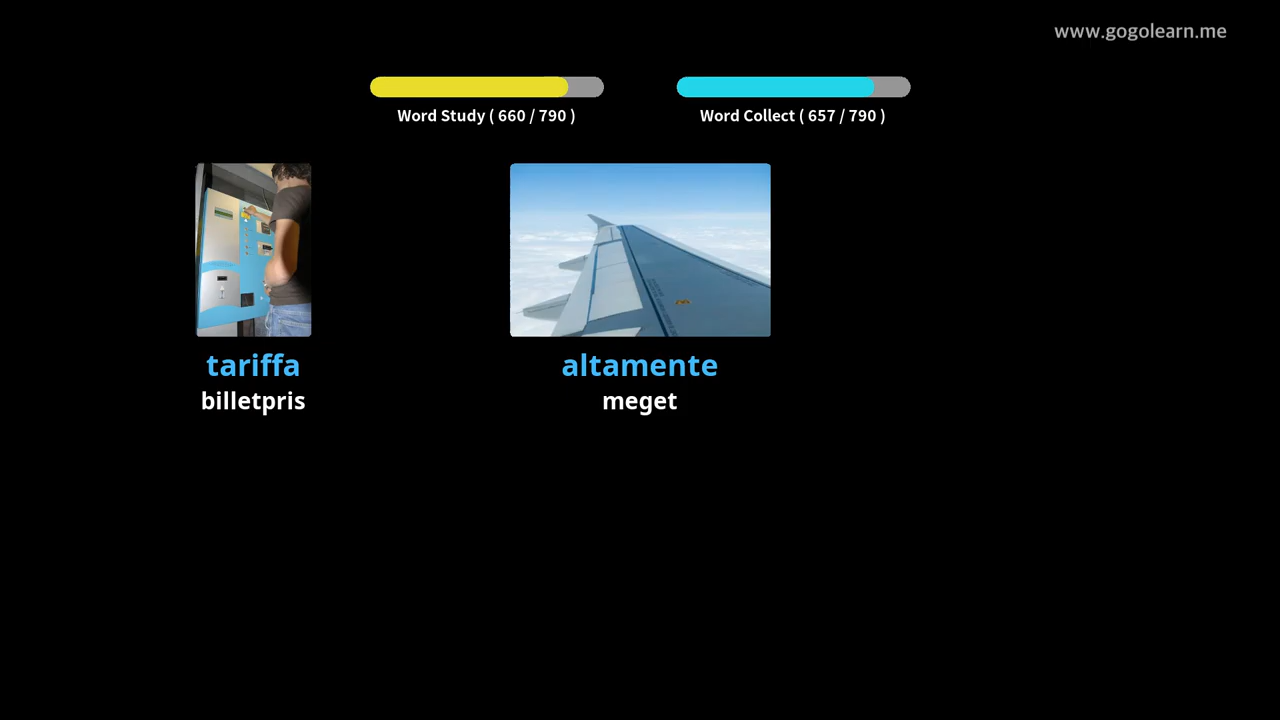 www.gogolearn.me
Word Study ( 660 / 790 )
Word Collect ( 657 / 790 )
tariffa
billetpris
altamente
meget